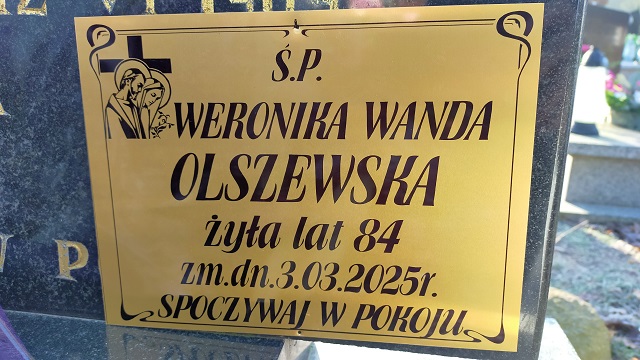 Ś.P.
WERONIKA WANDA
OLSZEWSKA
żyła lat 84
zm.dn.3.03.2025r.
SPOCZYWAJ W POKOJU